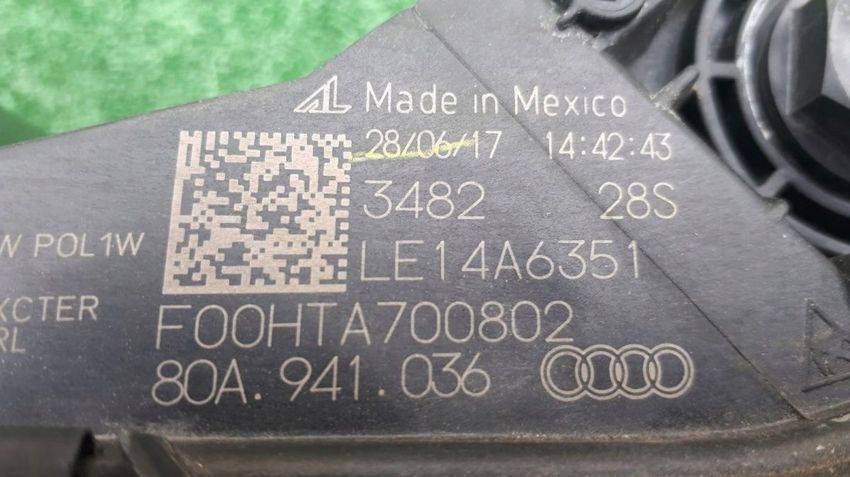 AL Made in Mexico
28/06/17 14:42:43
3482 28S
LE14A6351
W POL1W
XCTER
RL
F00HTA700802
80A.941.036